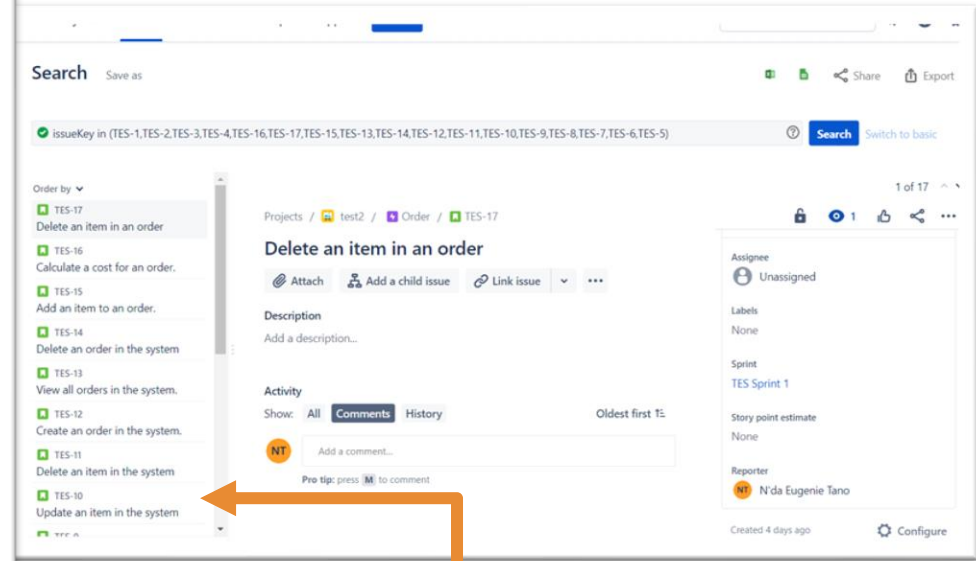 Search Save as
Share Export
issueKey in (TES-1,TES-2,TES-3,TES-4,TES-16,TES-17,TES-15,TES-13,TES-14,TES-12,TES-11,TES-10,TES-9,TES-8,TES-7,TES-6,TES-5)
Search Switch to basic
Order by
1 of 17
TES-17
Delete an item in an order
TES-16
Calculate a cost for an order.
TES-15
Add an item to an order.
TES-14
Delete an order in the system
TES-13
View all orders in the system.
TES-12
Create an order in the system.
TES-11
Delete an item in the system
TES-10
Update an item in the system
Projects / test2 / Order / TES-17
1
Delete an item in an order
Attach Add a child issue Link issue
Description
Add a description...
Activity
Show: All Comments History Oldest first
NT Add a comment...
Pro tip: press M to comment
Assignee
Unassigned
Labels
None
Sprint
TES Sprint 1
Story point estimate
None
Reporter
NT N'da Eugenie Tano
Created 4 days ago Configure